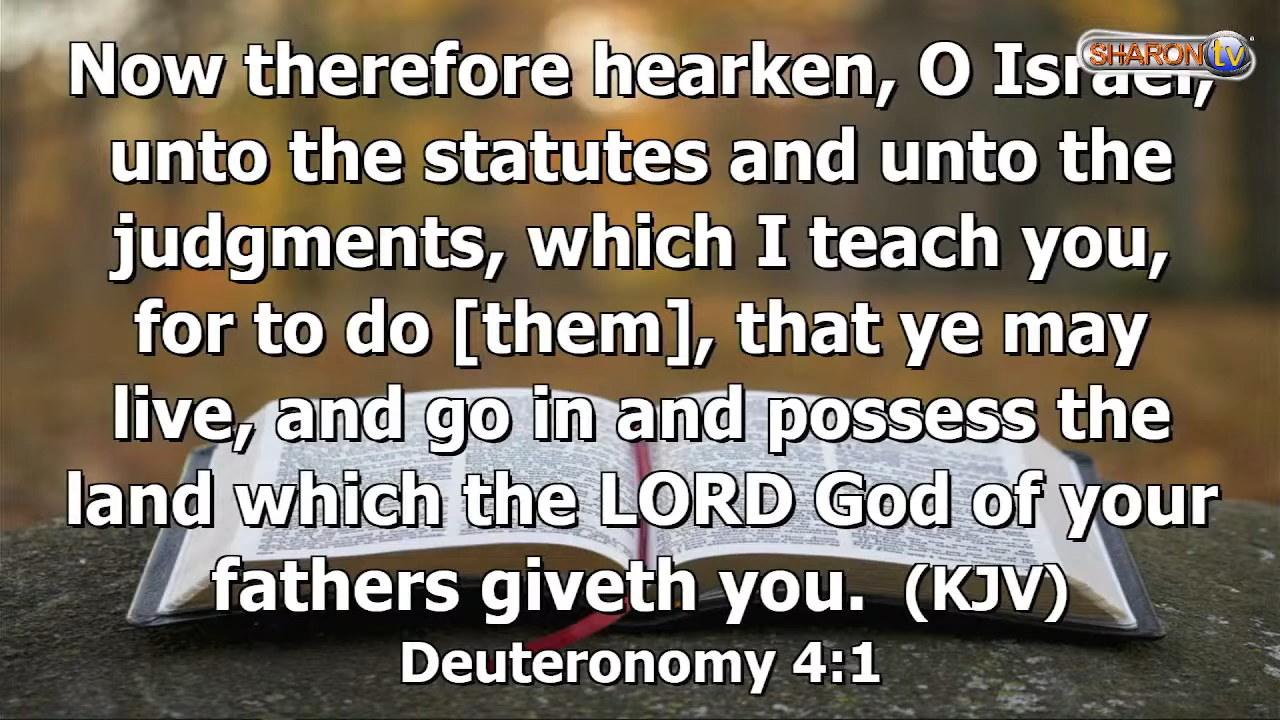 Now therefore hearken, O Israel,
SHARON tv
unto the statutes and unto the
judgments, which I teach you,
for to do [them], that ye may
live, and go in and possess the
land which the LORD God of your
fathers giveth you. (KJV)
Deuteronomy 4:1